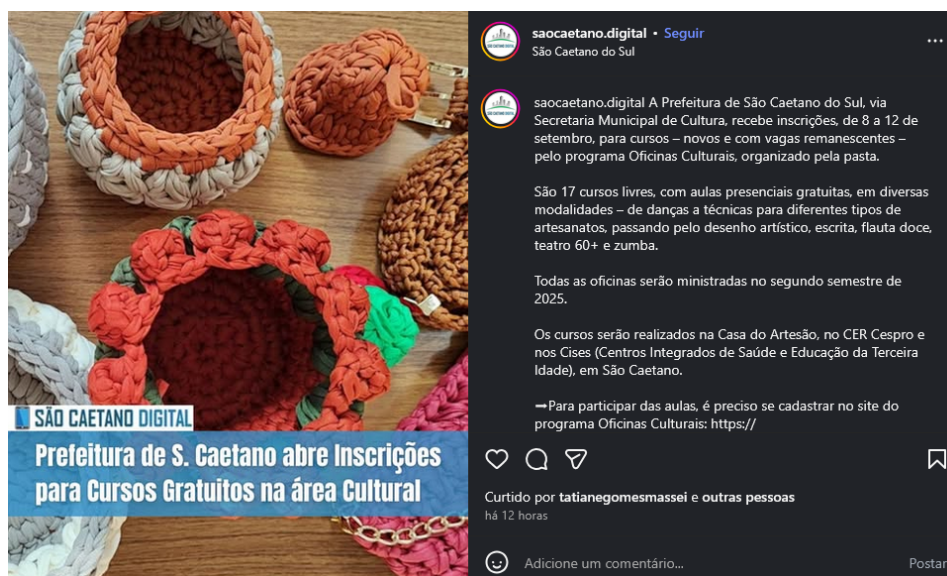 SÃO CAETANO DIGITAL
Prefeitura de S. Caetano abre Inscrições
para Cursos Gratuitos na área Cultural
saocaetano.digital • Seguir
São Caetano do Sul
saocaetano.digital A Prefeitura de São Caetano do Sul, via
Secretaria Municipal de Cultura, recebe inscrições, de 8 a 12 de
setembro, para cursos – novos e com vagas remanescentes –
pelo programa Oficinas Culturais, organizado pela pasta.
São 17 cursos livres, com aulas presenciais gratuitas, em diversas
modalidades – de danças a técnicas para diferentes tipos de
artesanatos, passando pelo desenho artístico, escrita, flauta doce,
teatro 60+ e zumba.
Todas as oficinas serão ministradas no segundo semestre de
2025.
Os cursos serão realizados na Casa do Artesão, no CER Cespro e
nos Cises (Centros Integrados de Saúde e Educação da Terceira
Idade), em São Caetano.
➡Para participar das aulas, é preciso se cadastrar no site do
programa Oficinas Culturais: https://
Curtido por tatianegomesmassei e outras pessoas
há 12 horas
Adicione um comentário...
Postar